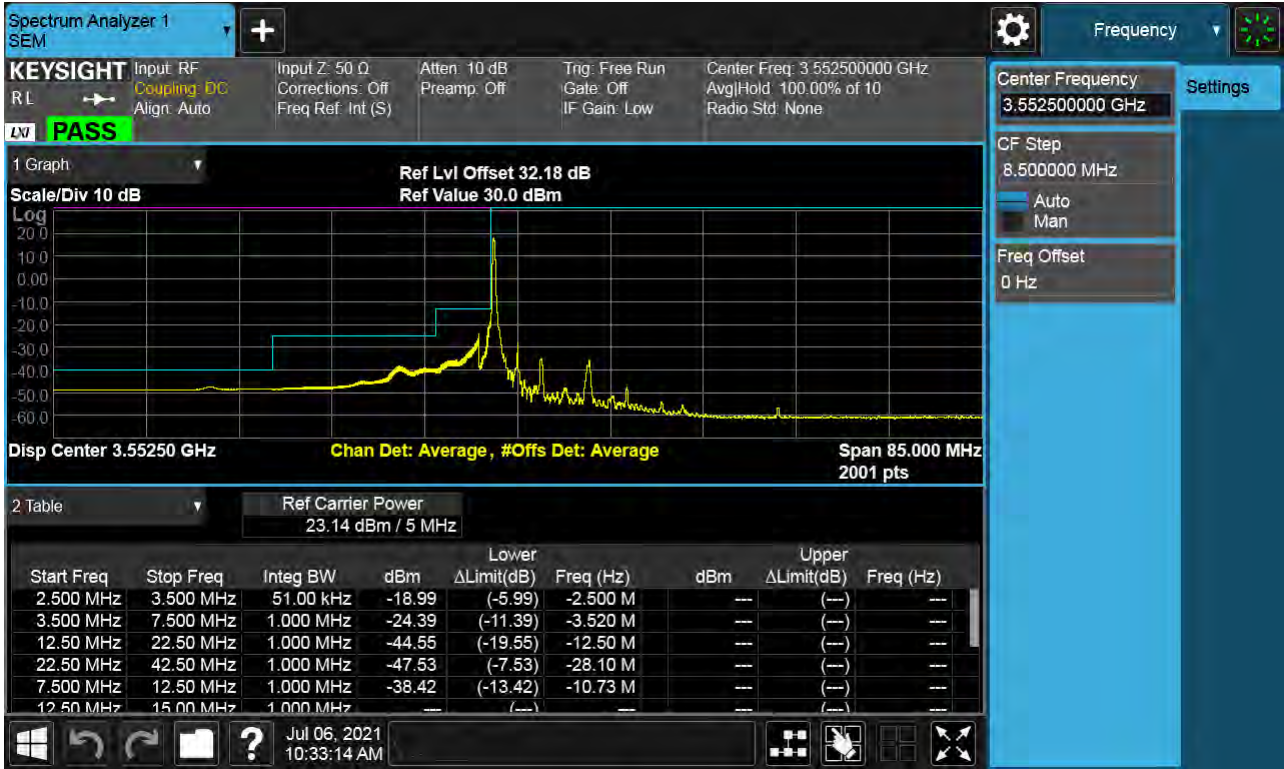 Spectrum Analyzer 1
SEM
+
Frequency
KEYSIGHT
RL
LXI
PASS
Input: RF
Coupling: DC
Align: Auto
Input Z: 50 Ω
Corrections: Off
Freq Ref: Int (S)
Atten: 10 dB
Preamp: Off
Trig: Free Run
Gate: Off
IF Gain: Low
Center Freq: 3.552500000 GHz
Avg|Hold: 100.00% of 10
Radio Std: None
Center Frequency
3.552500000 GHz
Settings
CF Step
8.500000 MHz
Auto
Man
Freq Offset
0 Hz
1 Graph
Scale/Div 10 dB
Ref Lvl Offset 32.18 dB
Ref Value 30.0 dBm
Log
20.0
10.0
0.00
-10.0
-20.0
-30.0
-40.0
-50.0
-60.0
Disp Center 3.55250 GHz
Chan Det: Average, #Offs Det: Average
Span 85.000 MHz
2001 pts
2 Table
Ref Carrier Power
23.14 dBm / 5 MHz
Lower Upper
Start Freq Stop Freq Integ BW dBm ΔLimit(dB) Freq (Hz) dBm ΔLimit(dB) Freq (Hz)
2.500 MHz 3.500 MHz 51.00 kHz -18.99 (-5.99) -2.500 M --- (---) ---
3.500 MHz 7.500 MHz 1.000 MHz -24.39 (-11.39) -3.520 M --- (---) ---
12.50 MHz 22.50 MHz 1.000 MHz -44.55 (-19.55) -12.50 M --- (---) ---
22.50 MHz 42.50 MHz 1.000 MHz -47.53 (-7.53) -28.10 M --- (---) ---
7.500 MHz 12.50 MHz 1.000 MHz -38.42 (-13.42) -10.73 M --- (---) ---
12.50 MHz 15.00 MHz 1.000 MHz --- (---) --- --- (---) ---
?
Jul 06, 2021
10:33:14 AM